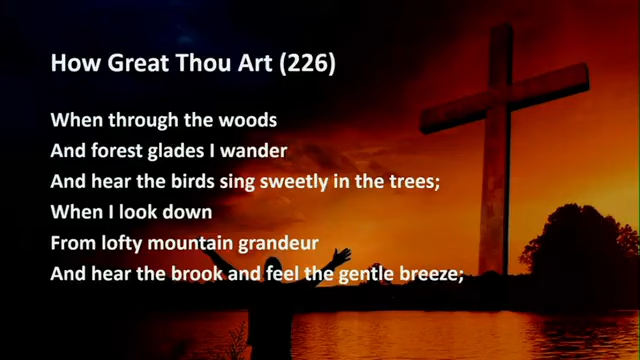 How Great Thou Art (226)
When through the woods
And forest glades I wander
And hear the birds sing sweetly in the trees;
When I look down
From lofty mountain grandeur
And hear the brook and feel the gentle breeze;